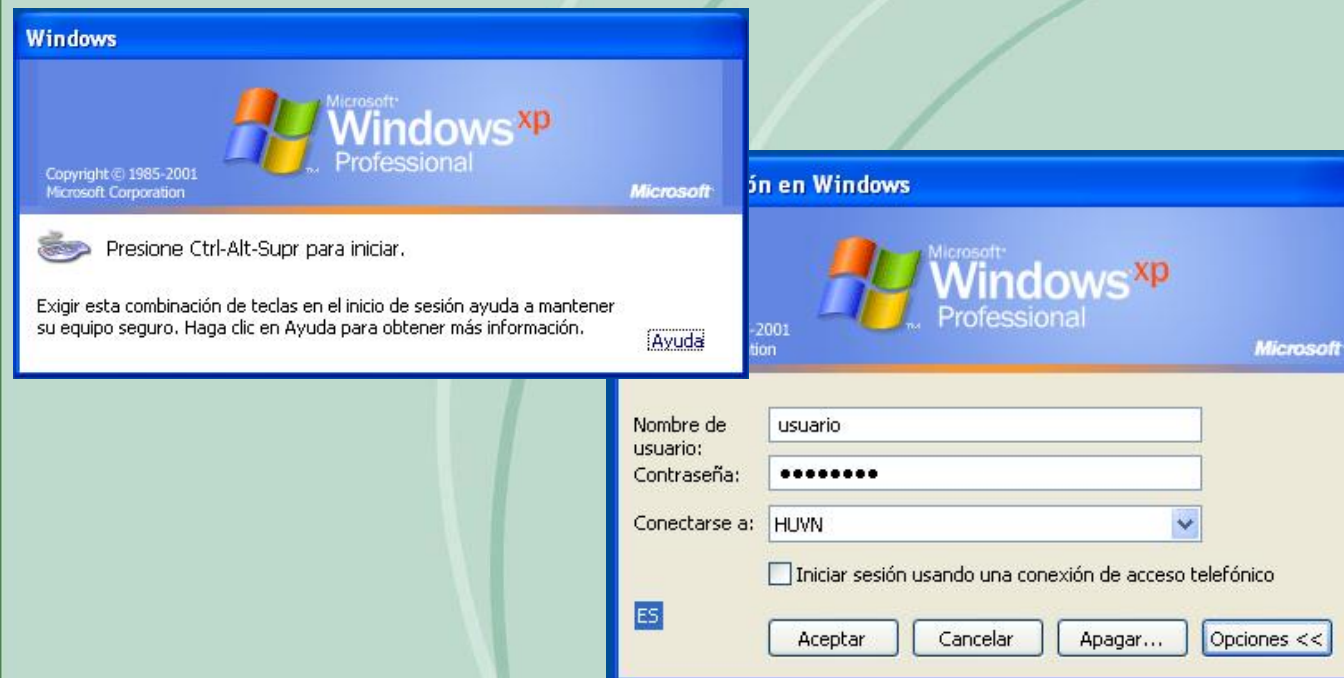 Windows
Microsoft
Windows xp
Professional
TM
Copyright © 1985-2001
Microsoft Corporation
Microsoft
Presione Ctrl-Alt-Supr para iniciar.
Exigir esta combinación de teclas en el inicio de sesión ayuda a mantener
su equipo seguro. Haga clic en Ayuda para obtener más información.
Ayuda
ón en Windows
Microsoft
Windows xp
Professional
TM
-2001
tion
Microsoft
Nombre de
usuario:
usuario
Contraseña: ••••••••
Conectarse a: HUVN
Iniciar sesión usando una conexión de acceso telefónico
ES
Aceptar Cancelar Apagar... Opciones <<